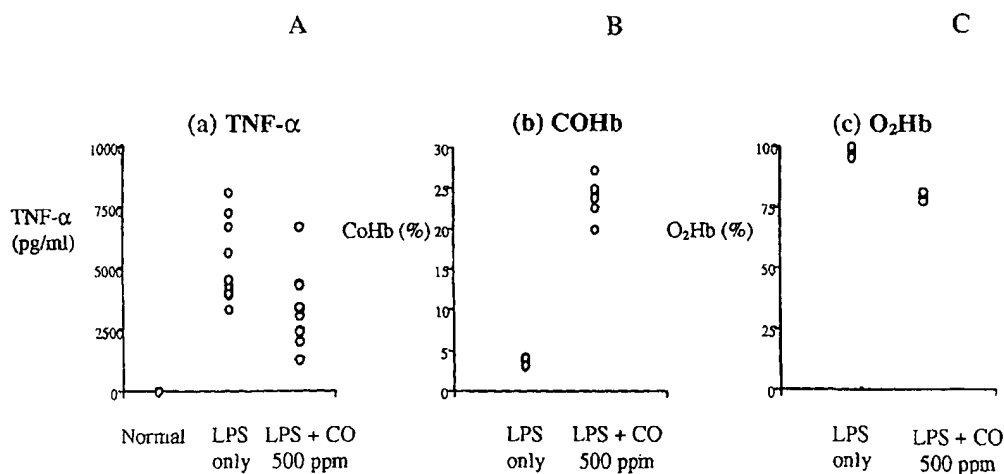 A
B
C
(a) TNF-α
(b) COHb
(c) O₂Hb
TNF-α
(pg/ml)
10000
7500
5000
2500
0
Normal
LPS
only
LPS + CO
500 ppm
CoHb (%)
30
25
20
15
10
5
0
LPS
only
LPS + CO
500 ppm
O₂Hb (%)
100
75
50
25
0
LPS
only
LPS + CO
500 ppm